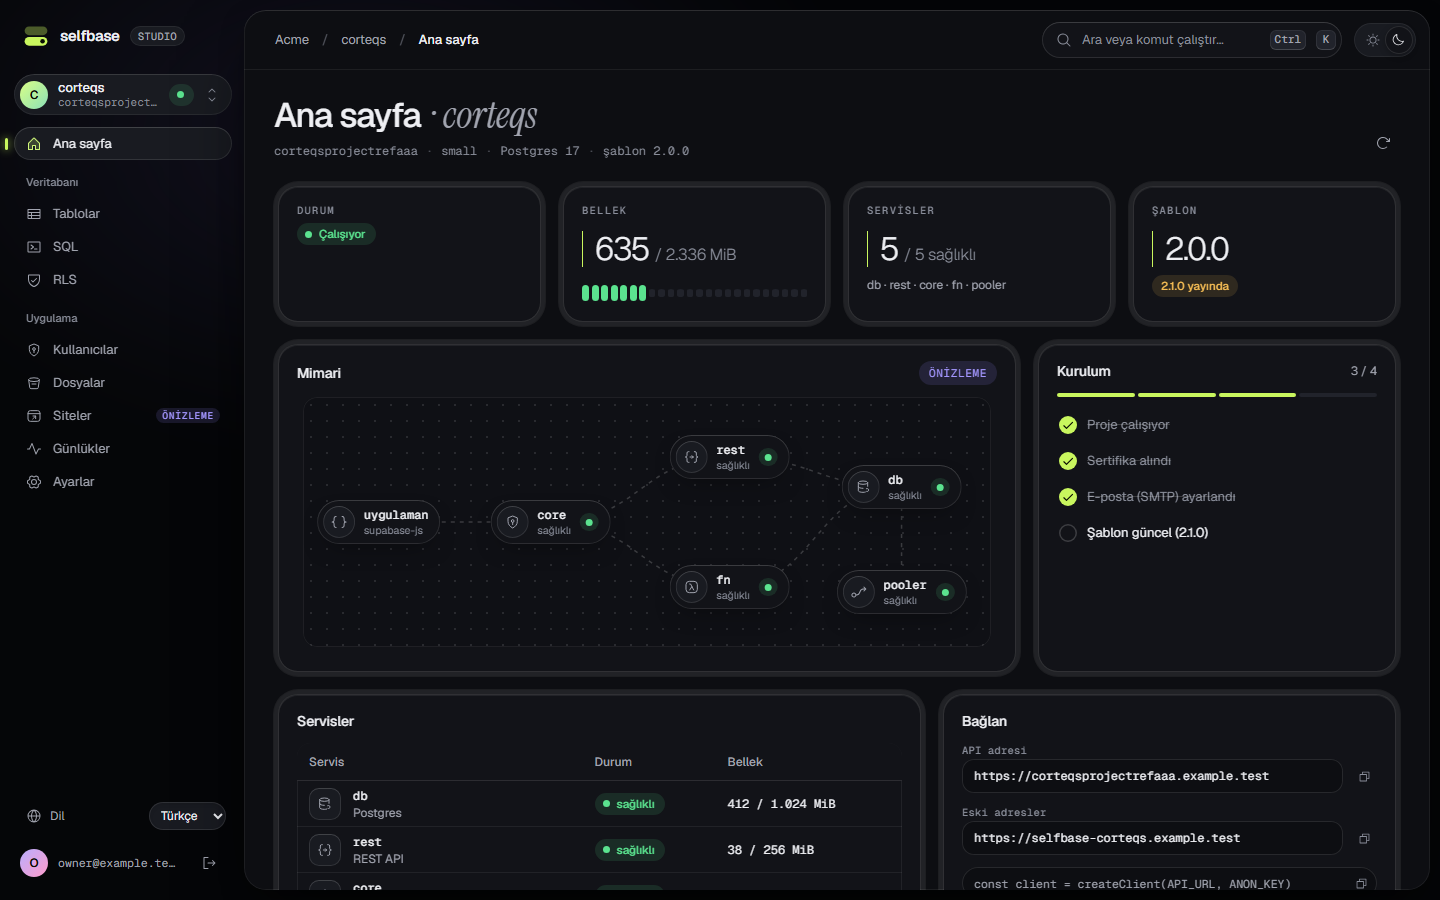 selfbase STUDIO
C corteqs
corteqsproject…
Ana sayfa
Veritabanı
Tablolar
SQL
RLS
Uygulama
Kullanıcılar
Dosyalar
Siteler ÖNİZLEME
Günlükler
Ayarlar
Dil Türkçe
O owner@example.te…
Acme / corteqs / Ana sayfa
Ara veya komut çalıştır… Ctrl K
Ana sayfa · corteqs
corteqsprojectrefaaa · small · Postgres 17 · şablon 2.0.0
DURUM
Çalışıyor
BELLEK
635 / 2.336 MiB
SERVİSLER
5 / 5 sağlıklı
db · rest · core · fn · pooler
ŞABLON
2.0.0
2.1.0 yayında
Mimari ÖNİZLEME
uygulaman
supabase-js
core
sağlıklı
rest
sağlıklı
fn
sağlıklı
db
sağlıklı
pooler
sağlıklı
Kurulum 3 / 4
Proje çalışıyor
Sertifika alındı
E-posta (SMTP) ayarlandı
Şablon güncel (2.1.0)
Servisler
Servis Durum Bellek
db
Postgres
sağlıklı
412 / 1.024 MiB
rest
REST API
sağlıklı
38 / 256 MiB
core
Bağlan
API adresi
https://corteqsprojectrefaaa.example.test
Eski adresler
https://selfbase-corteqs.example.test
const client = createClient(API_URL, ANON_KEY)